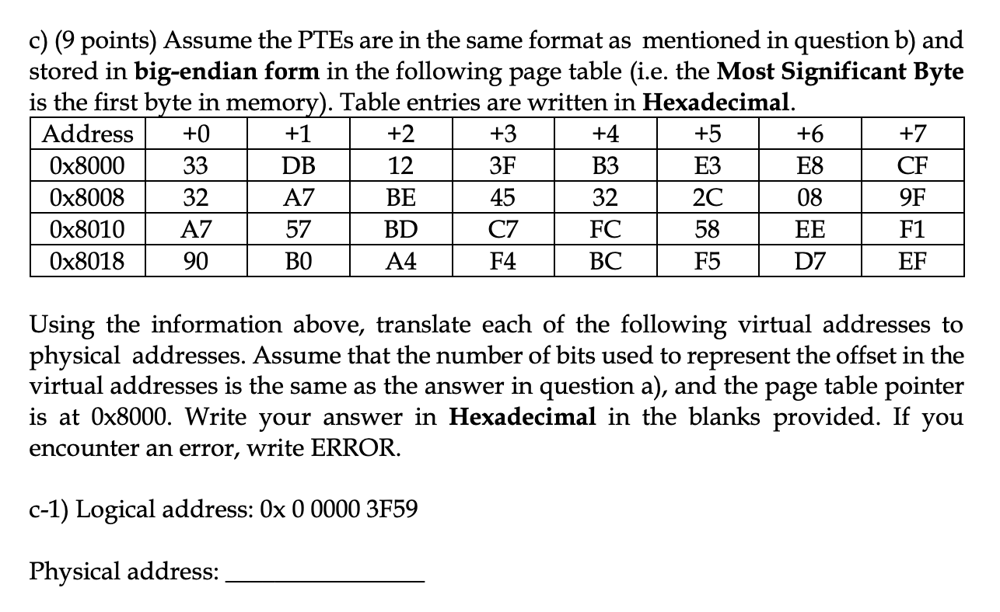 c) (9 points) Assume the PTEs are in the same format as mentioned in question b) and
stored in big-endian form in the following page table (i.e. the Most Significant Byte
is the first byte in memory). Table entries are written in Hexadecimal.
Address +0 +1 +2 +3 +4 +5 +6 +7
0x8000 33 DB 12 3F B3 E3 E8 CF
0x8008 32 A7 BE 45 32 2C 08 9F
0x8010 A7 57 BD C7 FC 58 EE F1
0x8018 90 B0 A4 F4 BC F5 D7 EF
Using the information above, translate each of the following virtual addresses to
physical addresses. Assume that the number of bits used to represent the offset in the
virtual addresses is the same as the answer in question a), and the page table pointer
is at 0x8000. Write your answer in Hexadecimal in the blanks provided. If you
encounter an error, write ERROR.
c-1) Logical address: 0x 0 0000 3F59
Physical address: ________________